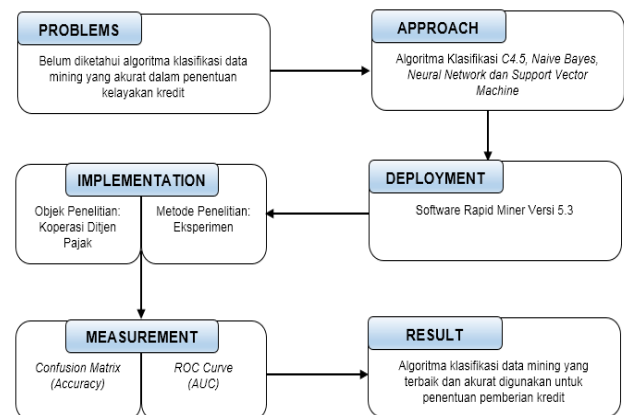 PROBLEMS
Belum diketahui algoritma klasifikasi data
mining yang akurat dalam penentuan
kelayakan kredit
APPROACH
Algoritma Klasifikasi C4.5, Naive Bayes,
Neural Network dan Support Vector
Machine
IMPLEMENTATION
Objek Penelitian:
Koperasi Ditjen
Pajak
Metode Penelitian:
Eksperimen
DEPLOYMENT
Software Rapid Miner Versi 5.3
MEASUREMENT
Confusion Matrix
(Accuracy)
ROC Curve
(AUC)
RESULT
Algoritma klasifikasi data mining yang
terbaik dan akurat digunakan untuk
penentuan pemberian kredit